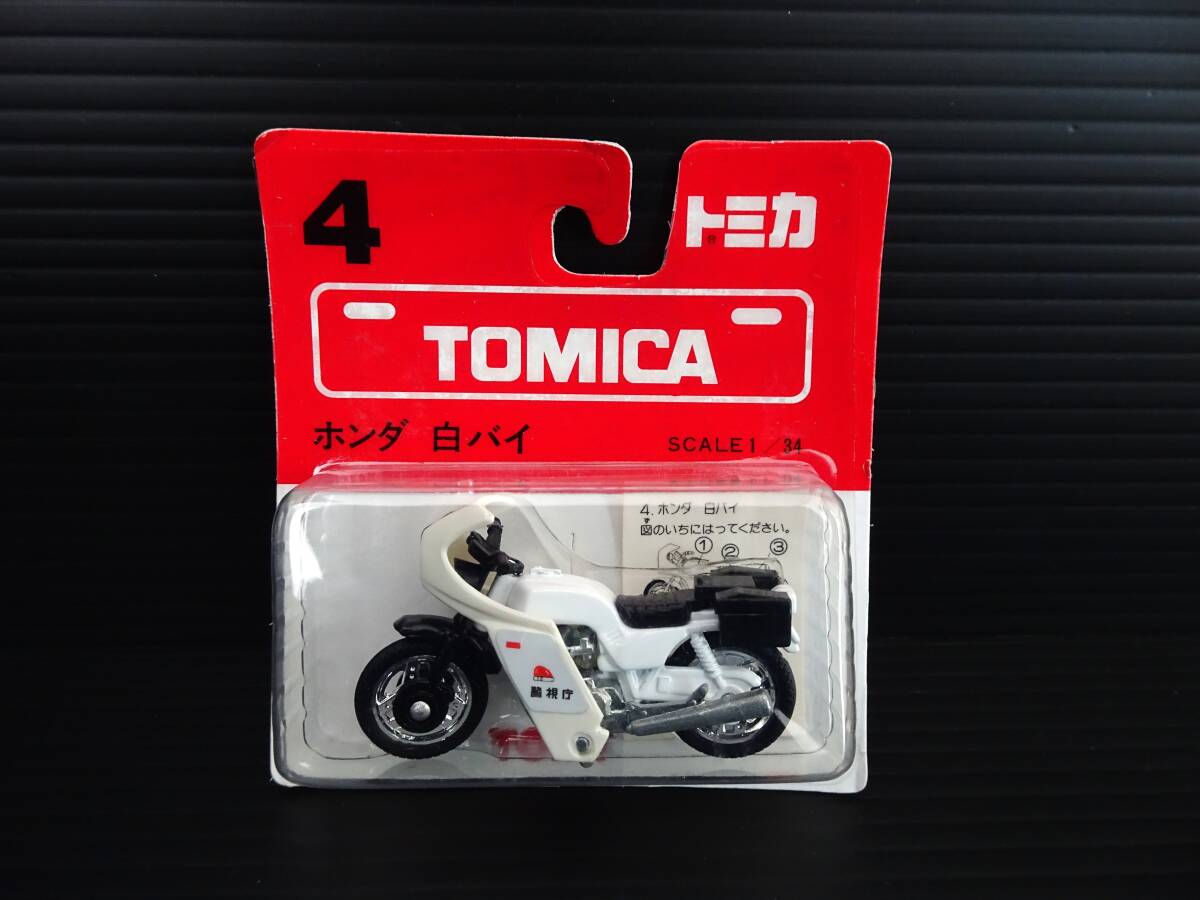 4
トミカ®
TOMICA
ホンダ 白バイ
SCALE 1/34
4. ホンダ 白バイ
図のいちにはってください。
ず
① ② ③
警視庁